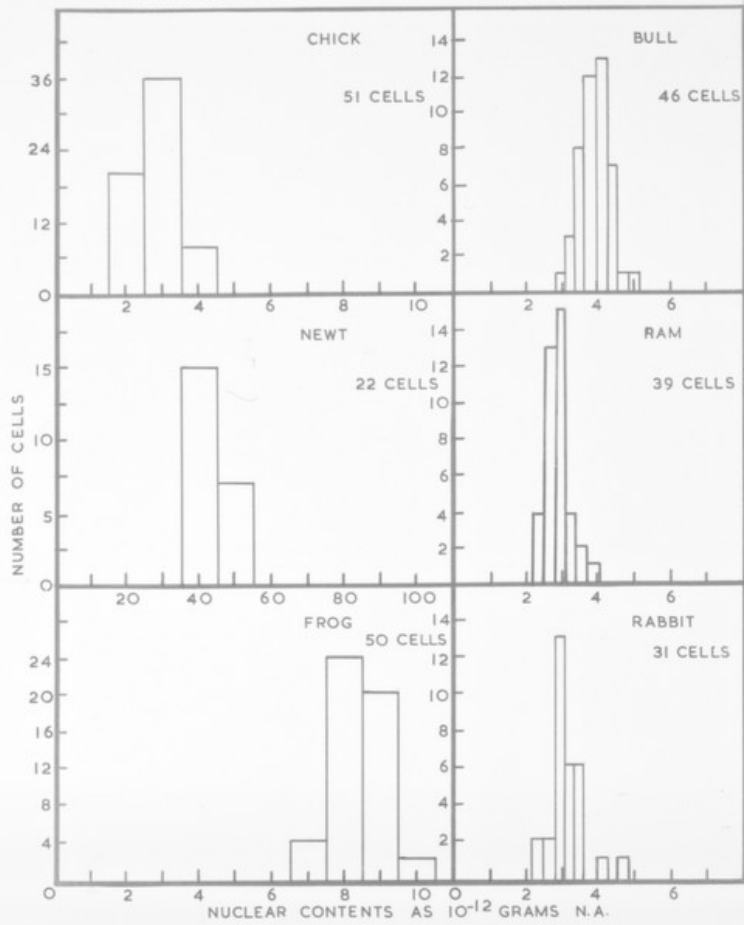 CHICK
51 CELLS
36
24
12
0
2 4 6 8 10
BULL
46 CELLS
14
12
10
8
6
4
2
2 4 6
NUMBER OF CELLS
NEWT
22 CELLS
15
10
5
0
20 40 60 80 100
RAM
39 CELLS
14
12
10
8
6
4
2
2 4 6
FROG
50 CELLS
24
20
16
12
8
4
0 2 4 6 8 10
RABBIT
31 CELLS
14
12
10
8
6
4
2
0 2 4 6
NUCLEAR CONTENTS AS 10⁻¹² GRAMS N.A.